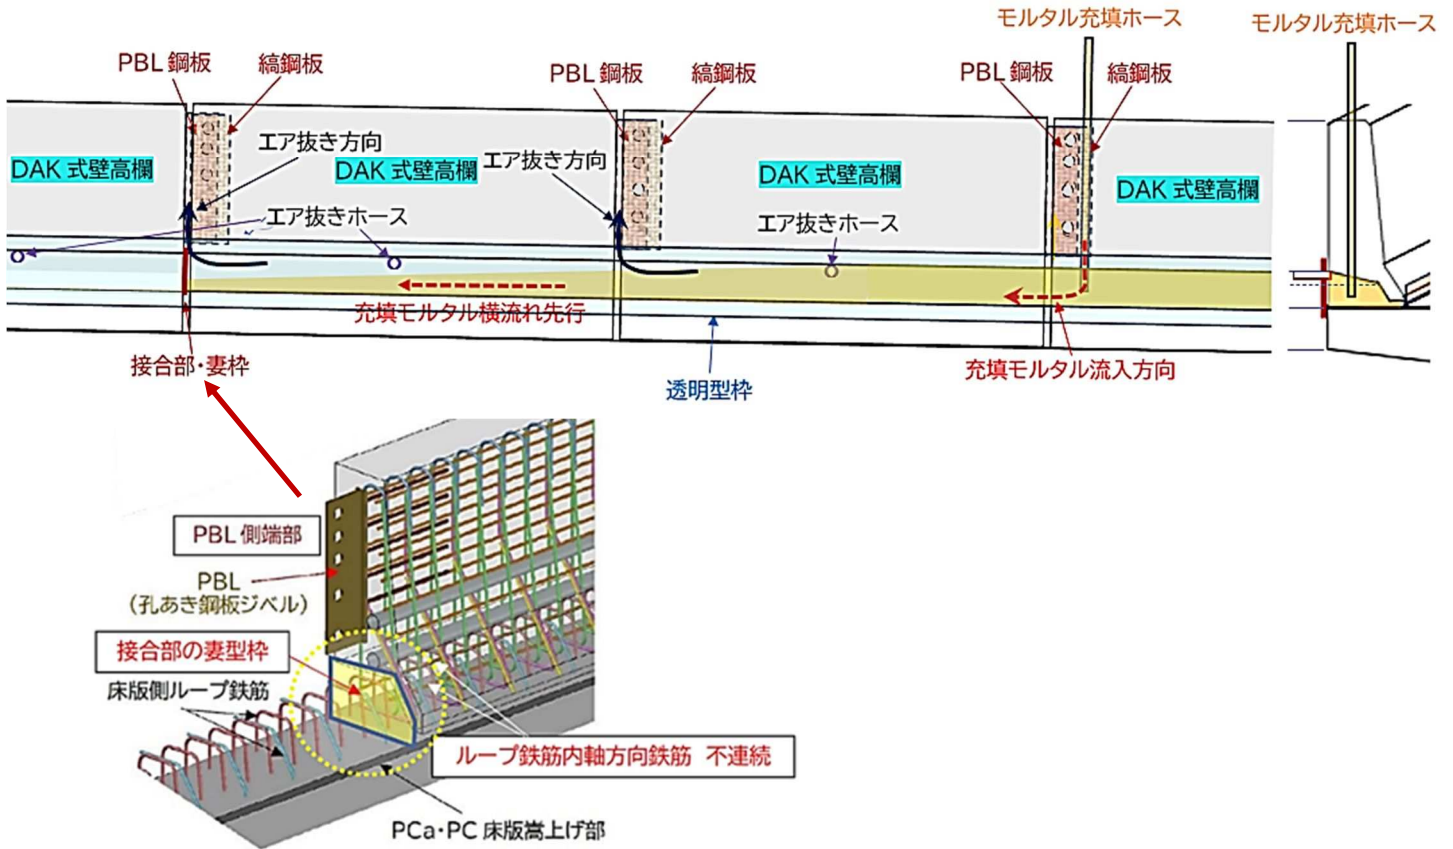 モルタル充填ホース
モルタル充填ホース
PBL 鋼板
縞鋼板
PBL 鋼板
縞鋼板
PBL 鋼板
縞鋼板
エア抜き方向
エア抜き方向
DAK 式壁高欄
DAK 式壁高欄
DAK 式壁高欄
DAK 式壁高欄
エア抜きホース
エア抜きホース
充填モルタル横流れ先行
接合部・妻枠
透明型枠
充填モルタル流入方向
PBL 側端部
PBL
（孔あき鋼板ジベル）
接合部の妻型枠
床版側ループ鉄筋
ループ鉄筋内軸方向鉄筋 不連続
PCa・PC 床版嵩上げ部